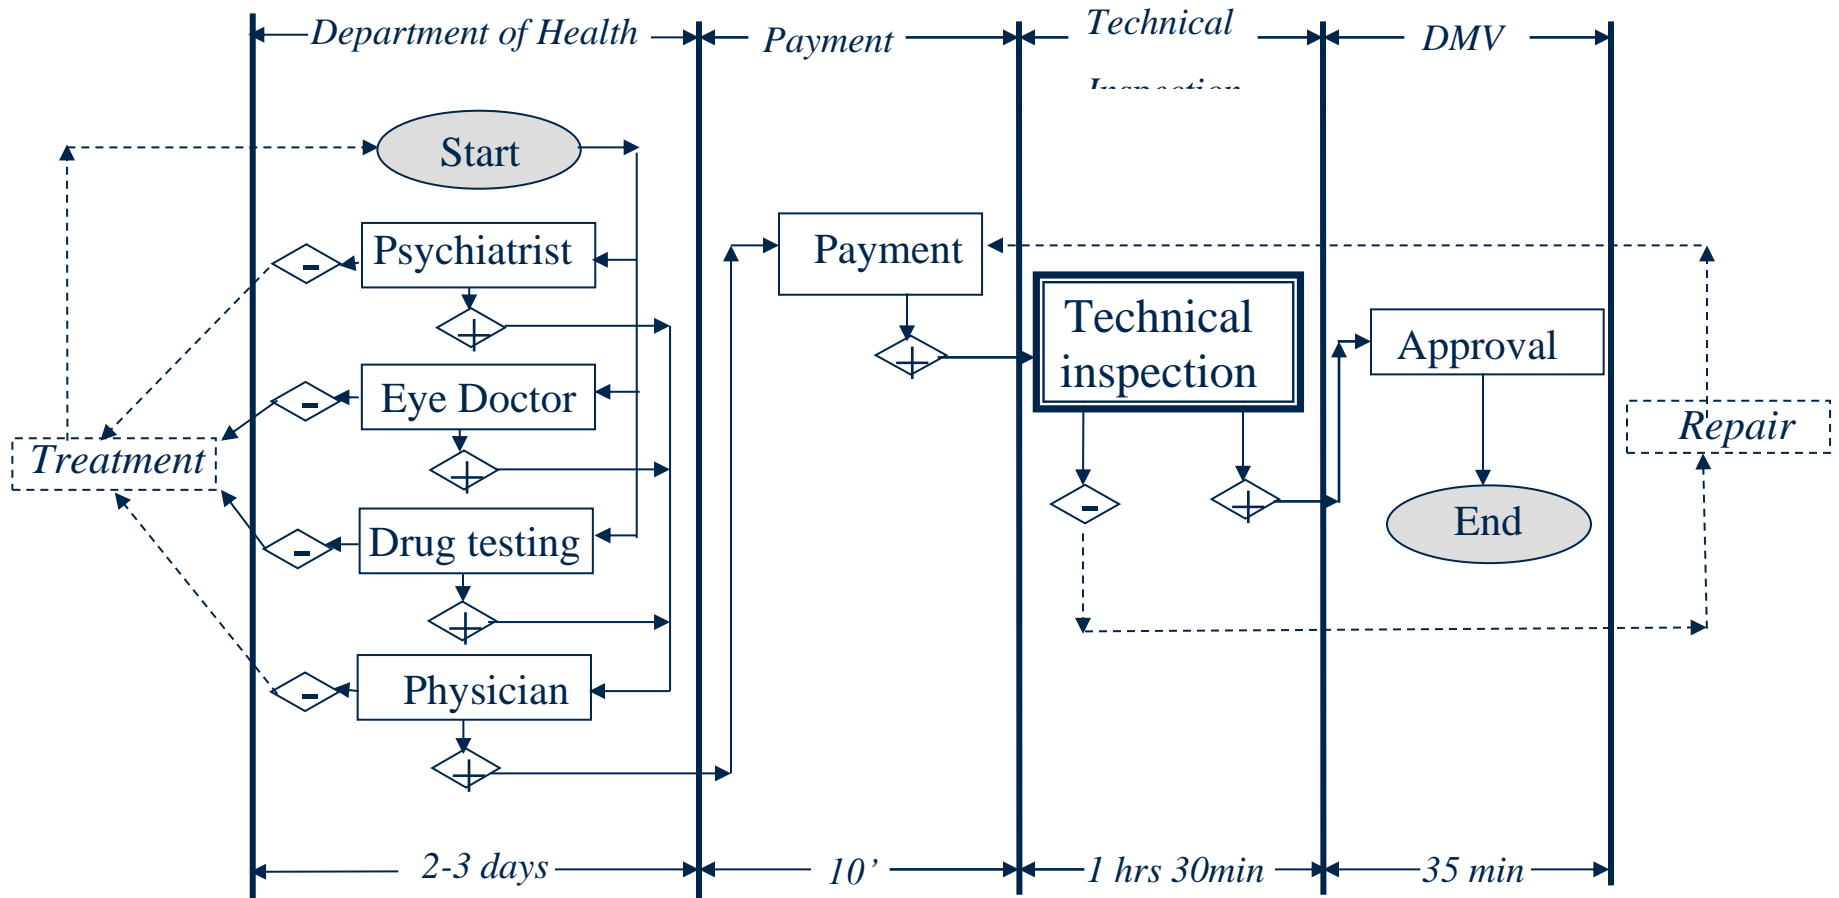 Department of Health
Payment
Technical
Inspection
DMV
Start
Psychiatrist
-
+
Eye Doctor
-
+
Treatment
Drug testing
-
+
Physician
-
+
Payment
+
Technical
inspection
-
+
Approval
End
Repair
2-3 days
10’
1 hrs 30min
35 min